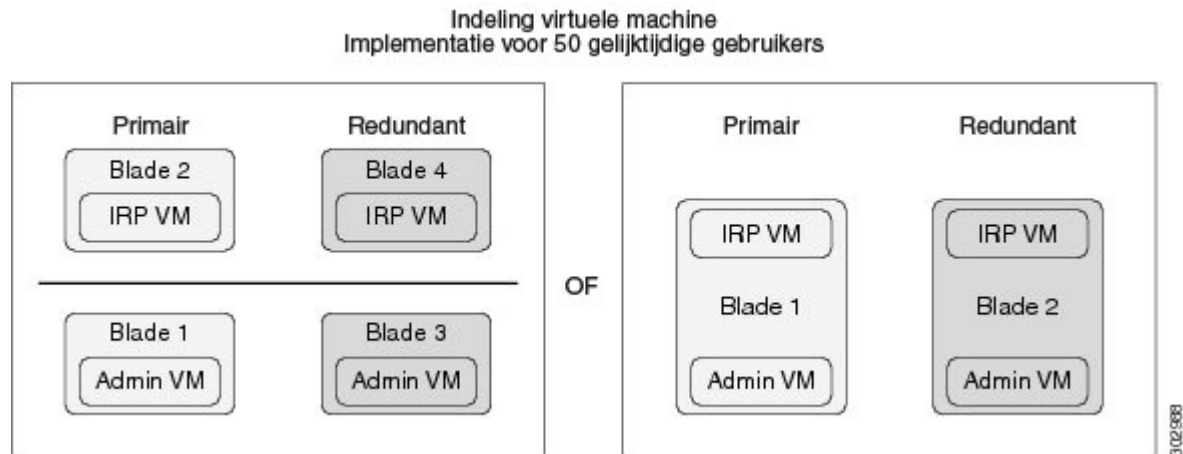 Indeling virtuele machine
Implementatie voor 50 gelijktijdige gebruikers
Primair
Redundant
Blade 2
IRP VM
Blade 4
IRP VM
Blade 1
Admin VM
Blade 3
Admin VM
OF
Primair
Redundant
IRP VM
Blade 1
Admin VM
IRP VM
Blade 2
Admin VM
302988